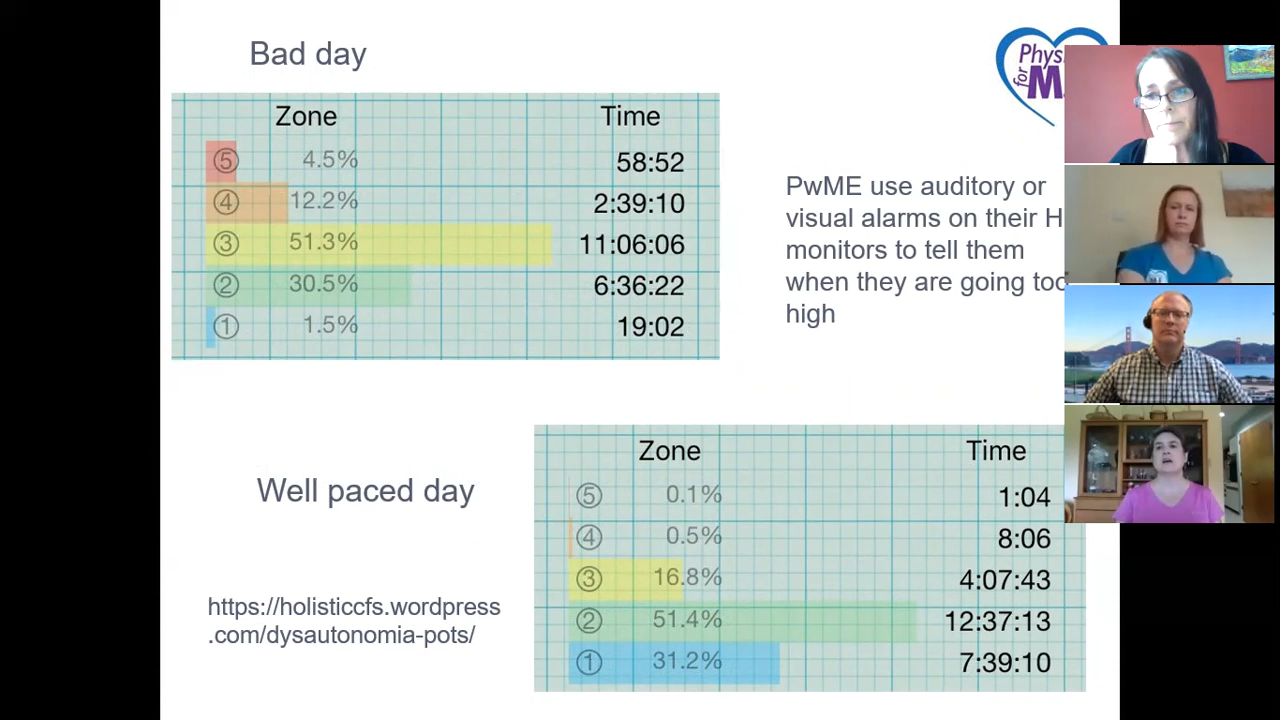 Bad day
Zone Time
⑤ 4.5% 58:52
④ 12.2% 2:39:10
③ 51.3% 11:06:06
② 30.5% 6:36:22
① 1.5% 19:02
Physi
for M
PwME use auditory or
visual alarms on their H
monitors to tell them
when they are going too
high
Well paced day
Zone Time
⑤ 0.1% 1:04
④ 0.5% 8:06
③ 16.8% 4:07:43
② 51.4% 12:37:13
① 31.2% 7:39:10
https://holisticcfs.wordpress
.com/dysautonomia-pots/